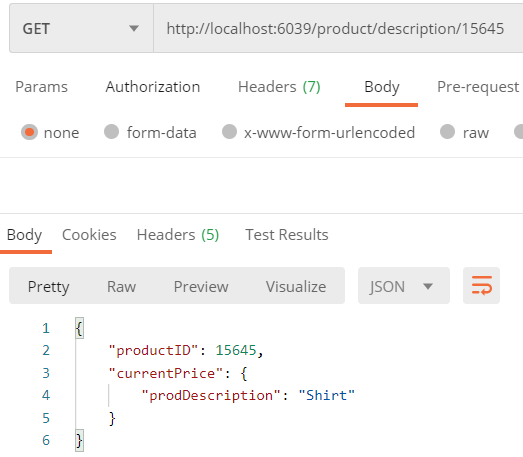 GET http://localhost:6039/product/description/15645
Params Authorization Headers (7) Body Pre-request
none form-data x-www-form-urlencoded raw
Body Cookies Headers (5) Test Results
Pretty Raw Preview Visualize JSON
1 {
2 "productID": 15645,
3 "currentPrice": {
4 "prodDescription": "Shirt"
5 }
6 }